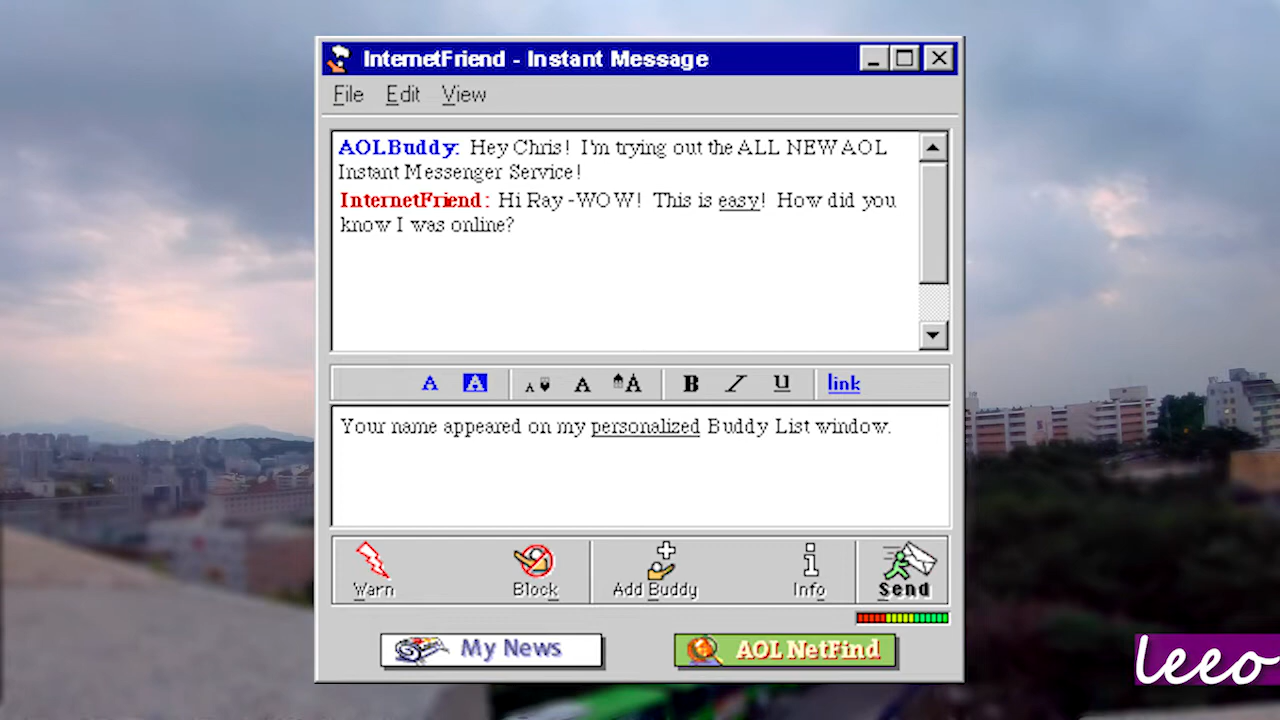 InternetFriend - Instant Message
File Edit View
AOLBuddy: Hey Chris! I'm trying out the ALL NEW AOL
Instant Messenger Service!
InternetFriend: Hi Ray -WOW! This is easy! How did you
know I was online?
A A A A A B I U link
Your name appeared on my personalized Buddy List window.
Warn Block Add Buddy Info Send
My News AOL NetFind
leeo